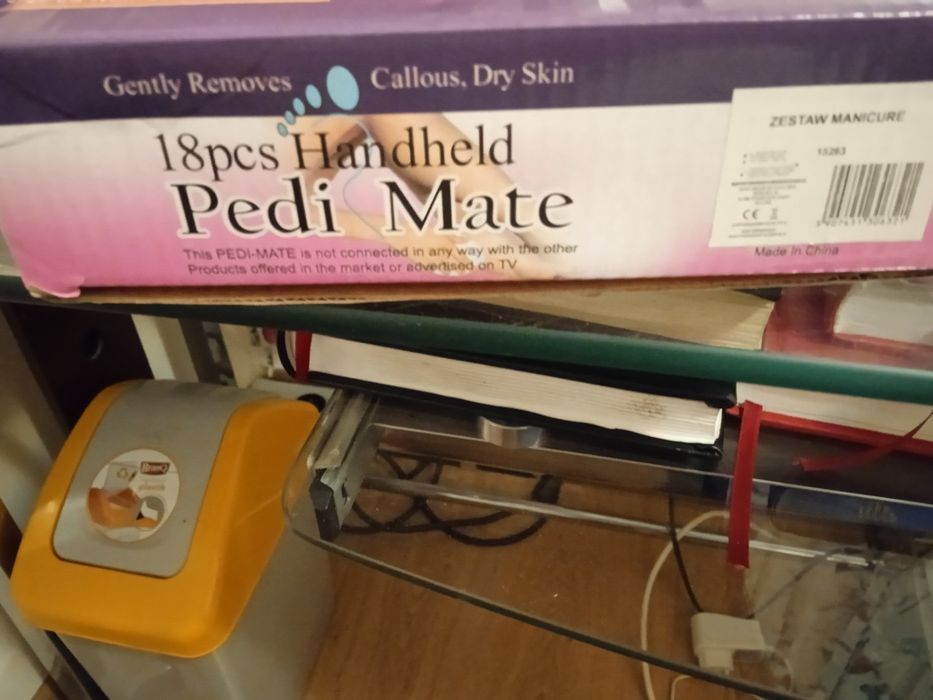 Gently Removes Callous, Dry Skin
18pcs Handheld
Pedi Mate
This PEDI-MATE is not connected in any way with the other
Products offered in the market or advertised on TV
ZESTAW MANICURE
15263
CE
Made In China